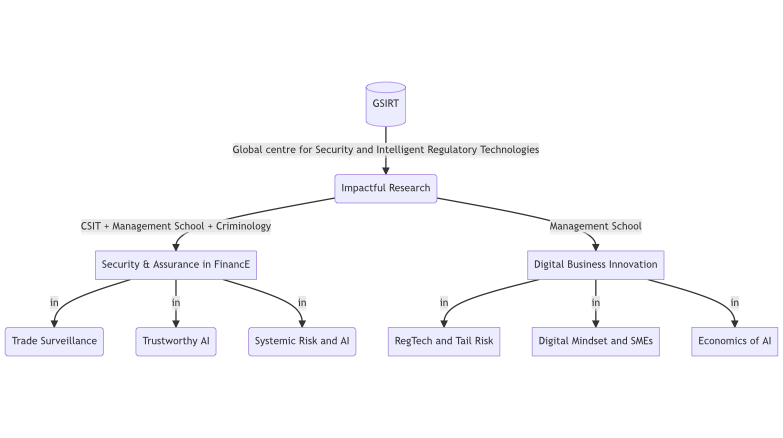 GSIRT
Global centre for Security and Intelligent Regulatory Technologies
Impactful Research
CSIT + Management School + Criminology
Management School
Security & Assurance in FinancE
Digital Business Innovation
in
in
in
in
in
in
Trade Surveillance
Trustworthy AI
Systemic Risk and AI
RegTech and Tail Risk
Digital Mindset and SMEs
Economics of AI